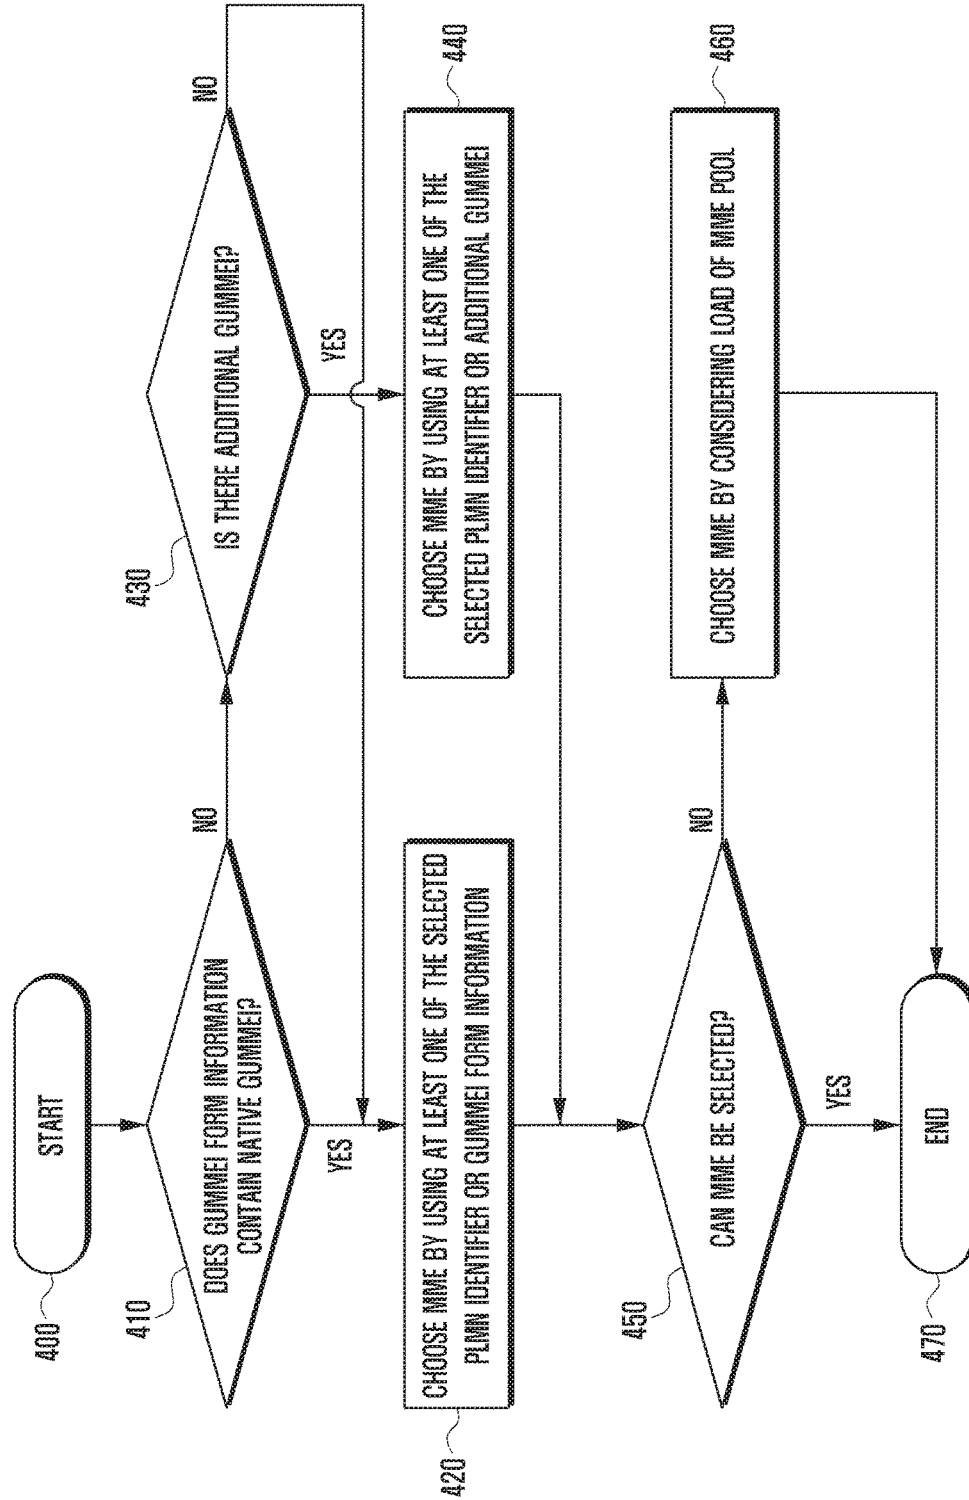 400
START
410
DOES GUMMEI FORM INFORMATION
CONTAIN NATIVE GUMMEI?
NO
YES
430
IS THERE ADDITIONAL GUMMEI?
NO
YES
420
CHOOSE MME BY USING AT LEAST ONE OF THE SELECTED
PLMN IDENTIFIER OR GUMMEI FORM INFORMATION
440
CHOOSE MME BY USING AT LEAST ONE OF THE
SELECTED PLMN IDENTIFIER OR ADDITIONAL GUMMEI
450
CAN MME BE SELECTED?
NO
YES
460
CHOOSE MME BY CONSIDERING LOAD OF MME POOL
470
END